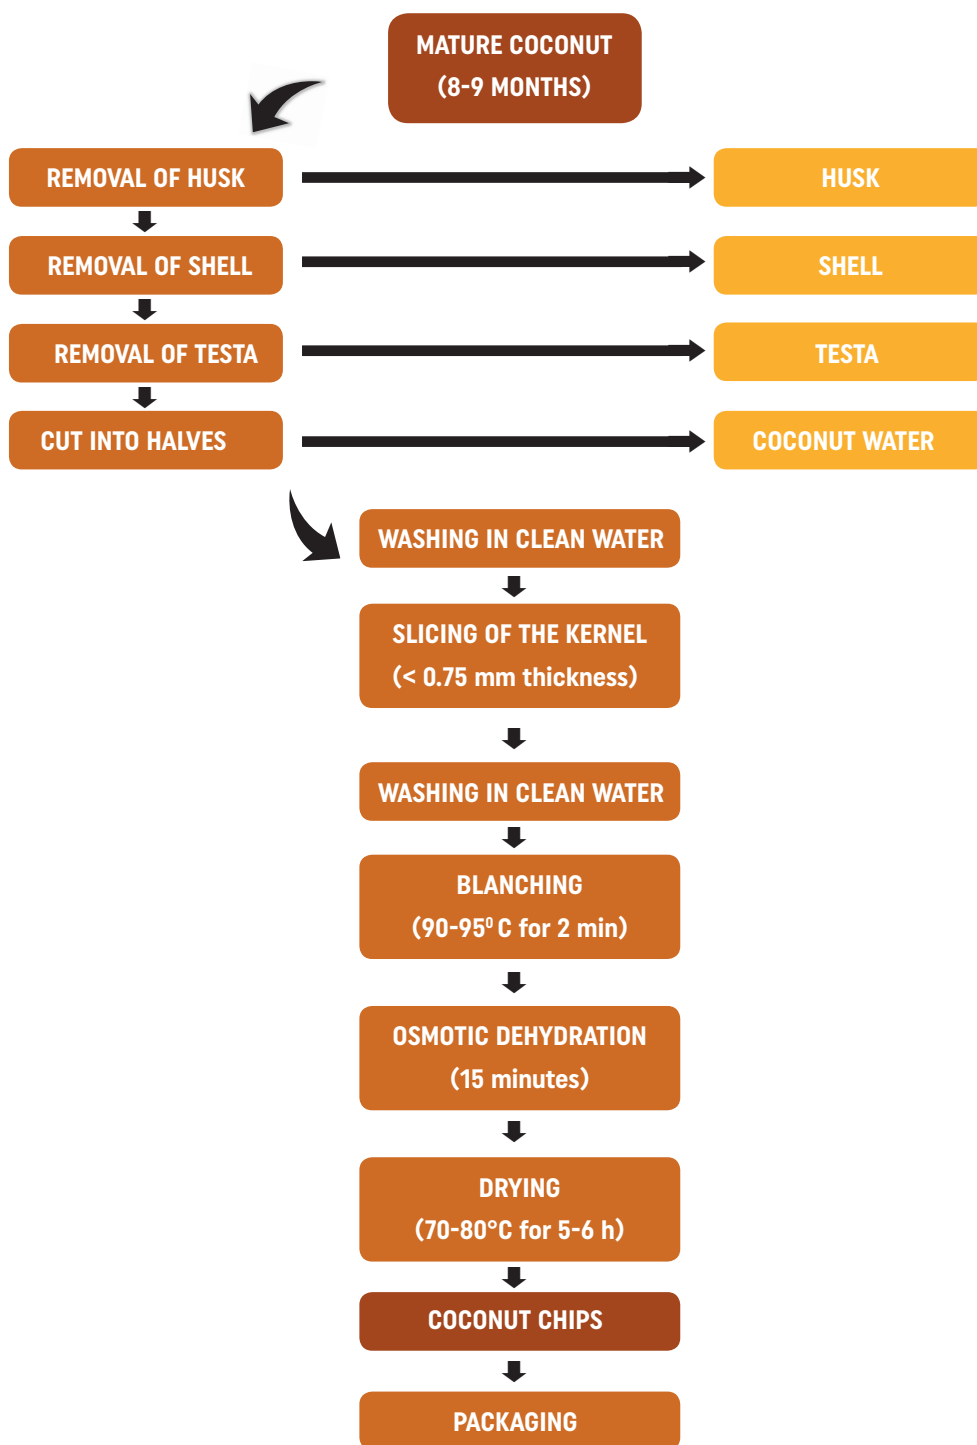 MATURE COCONUT
(8-9 MONTHS)
REMOVAL OF HUSK
HUSK
REMOVAL OF SHELL
SHELL
REMOVAL OF TESTA
TESTA
CUT INTO HALVES
COCONUT WATER
WASHING IN CLEAN WATER
SLICING OF THE KERNEL
(< 0.75 mm thickness)
WASHING IN CLEAN WATER
BLANCHING
(90-95⁰ C for 2 min)
OSMOTIC DEHYDRATION
(15 minutes)
DRYING
(70-80°C for 5-6 h)
COCONUT CHIPS
PACKAGING